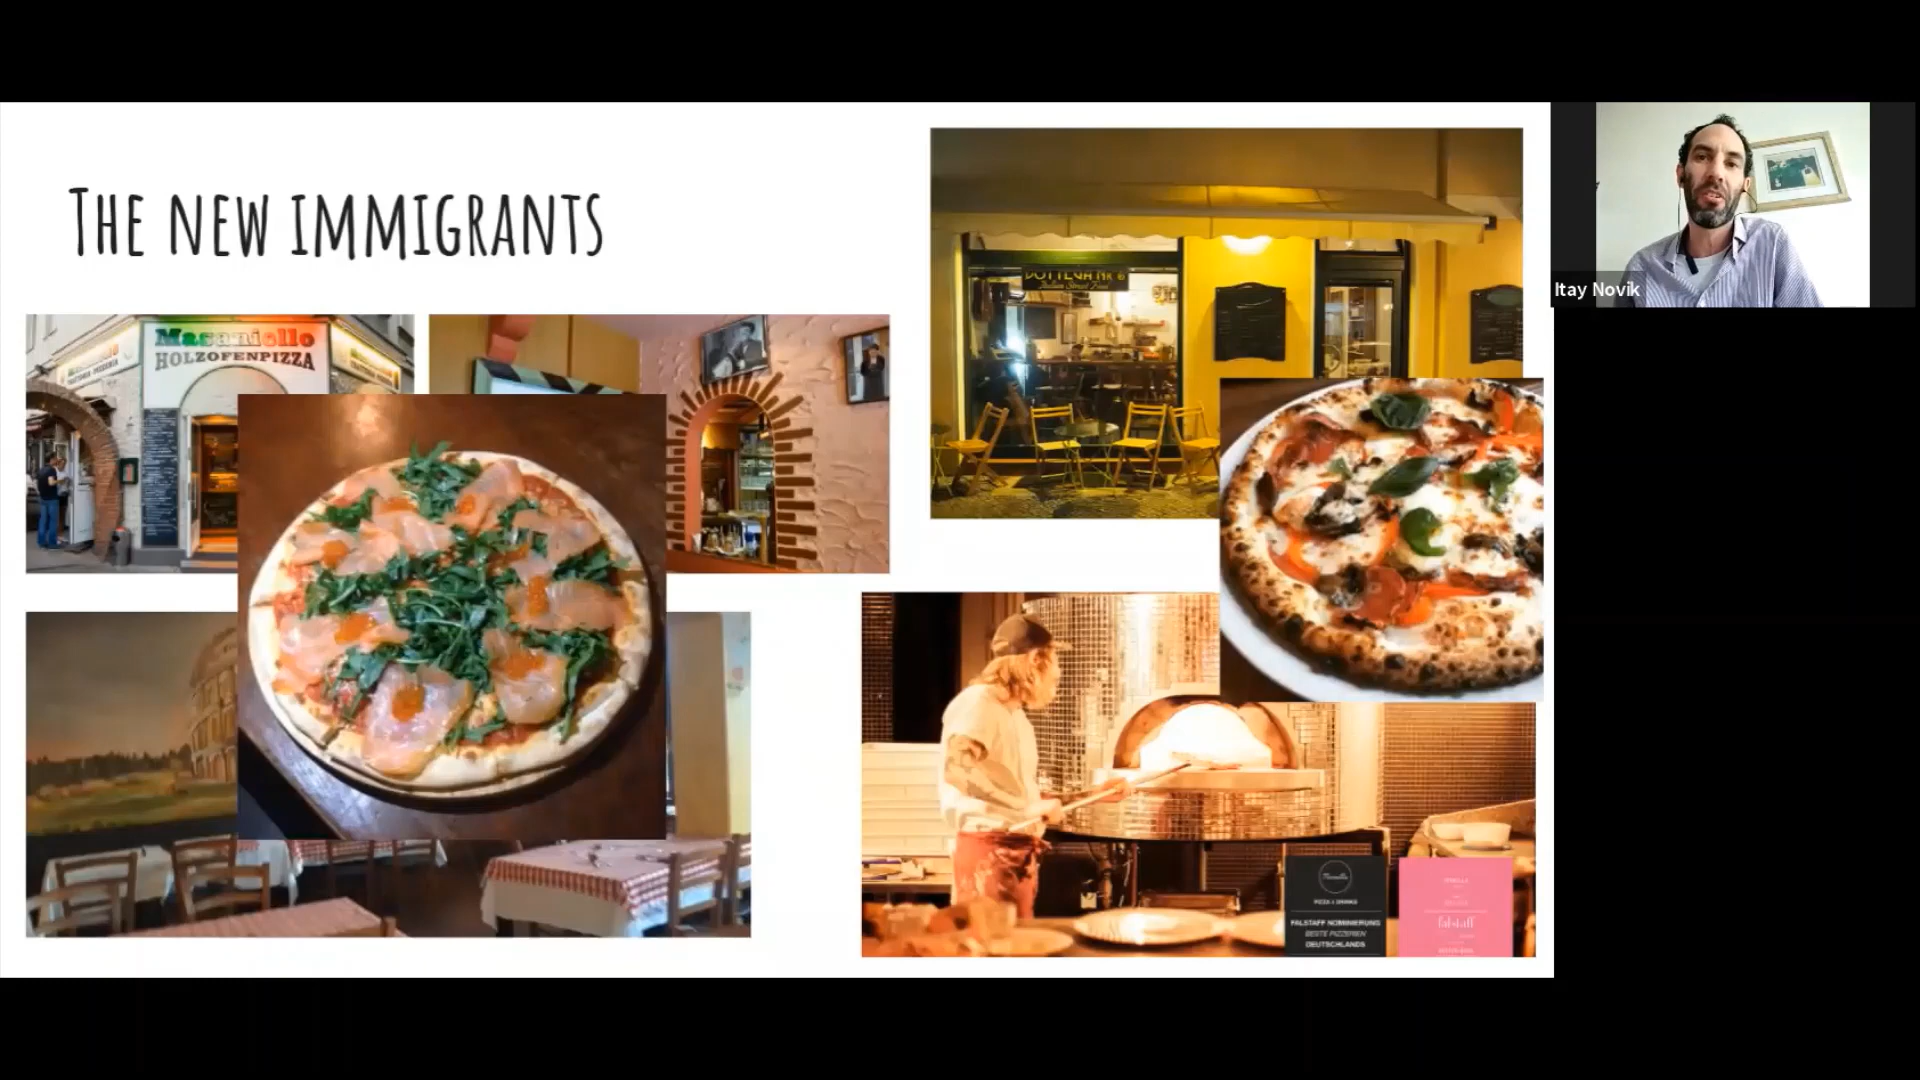 THE NEW IMMIGRANTS
Itay Novik
Masaniello
HOLZOFENPIZZA
BOTTEGA NR 6
Italian Street Food
PIZZA & DRINKS
FALSTAFF NOMINIERUNG
BESTE PIZZERIEN
DEUTSCHLANDS
falstaff